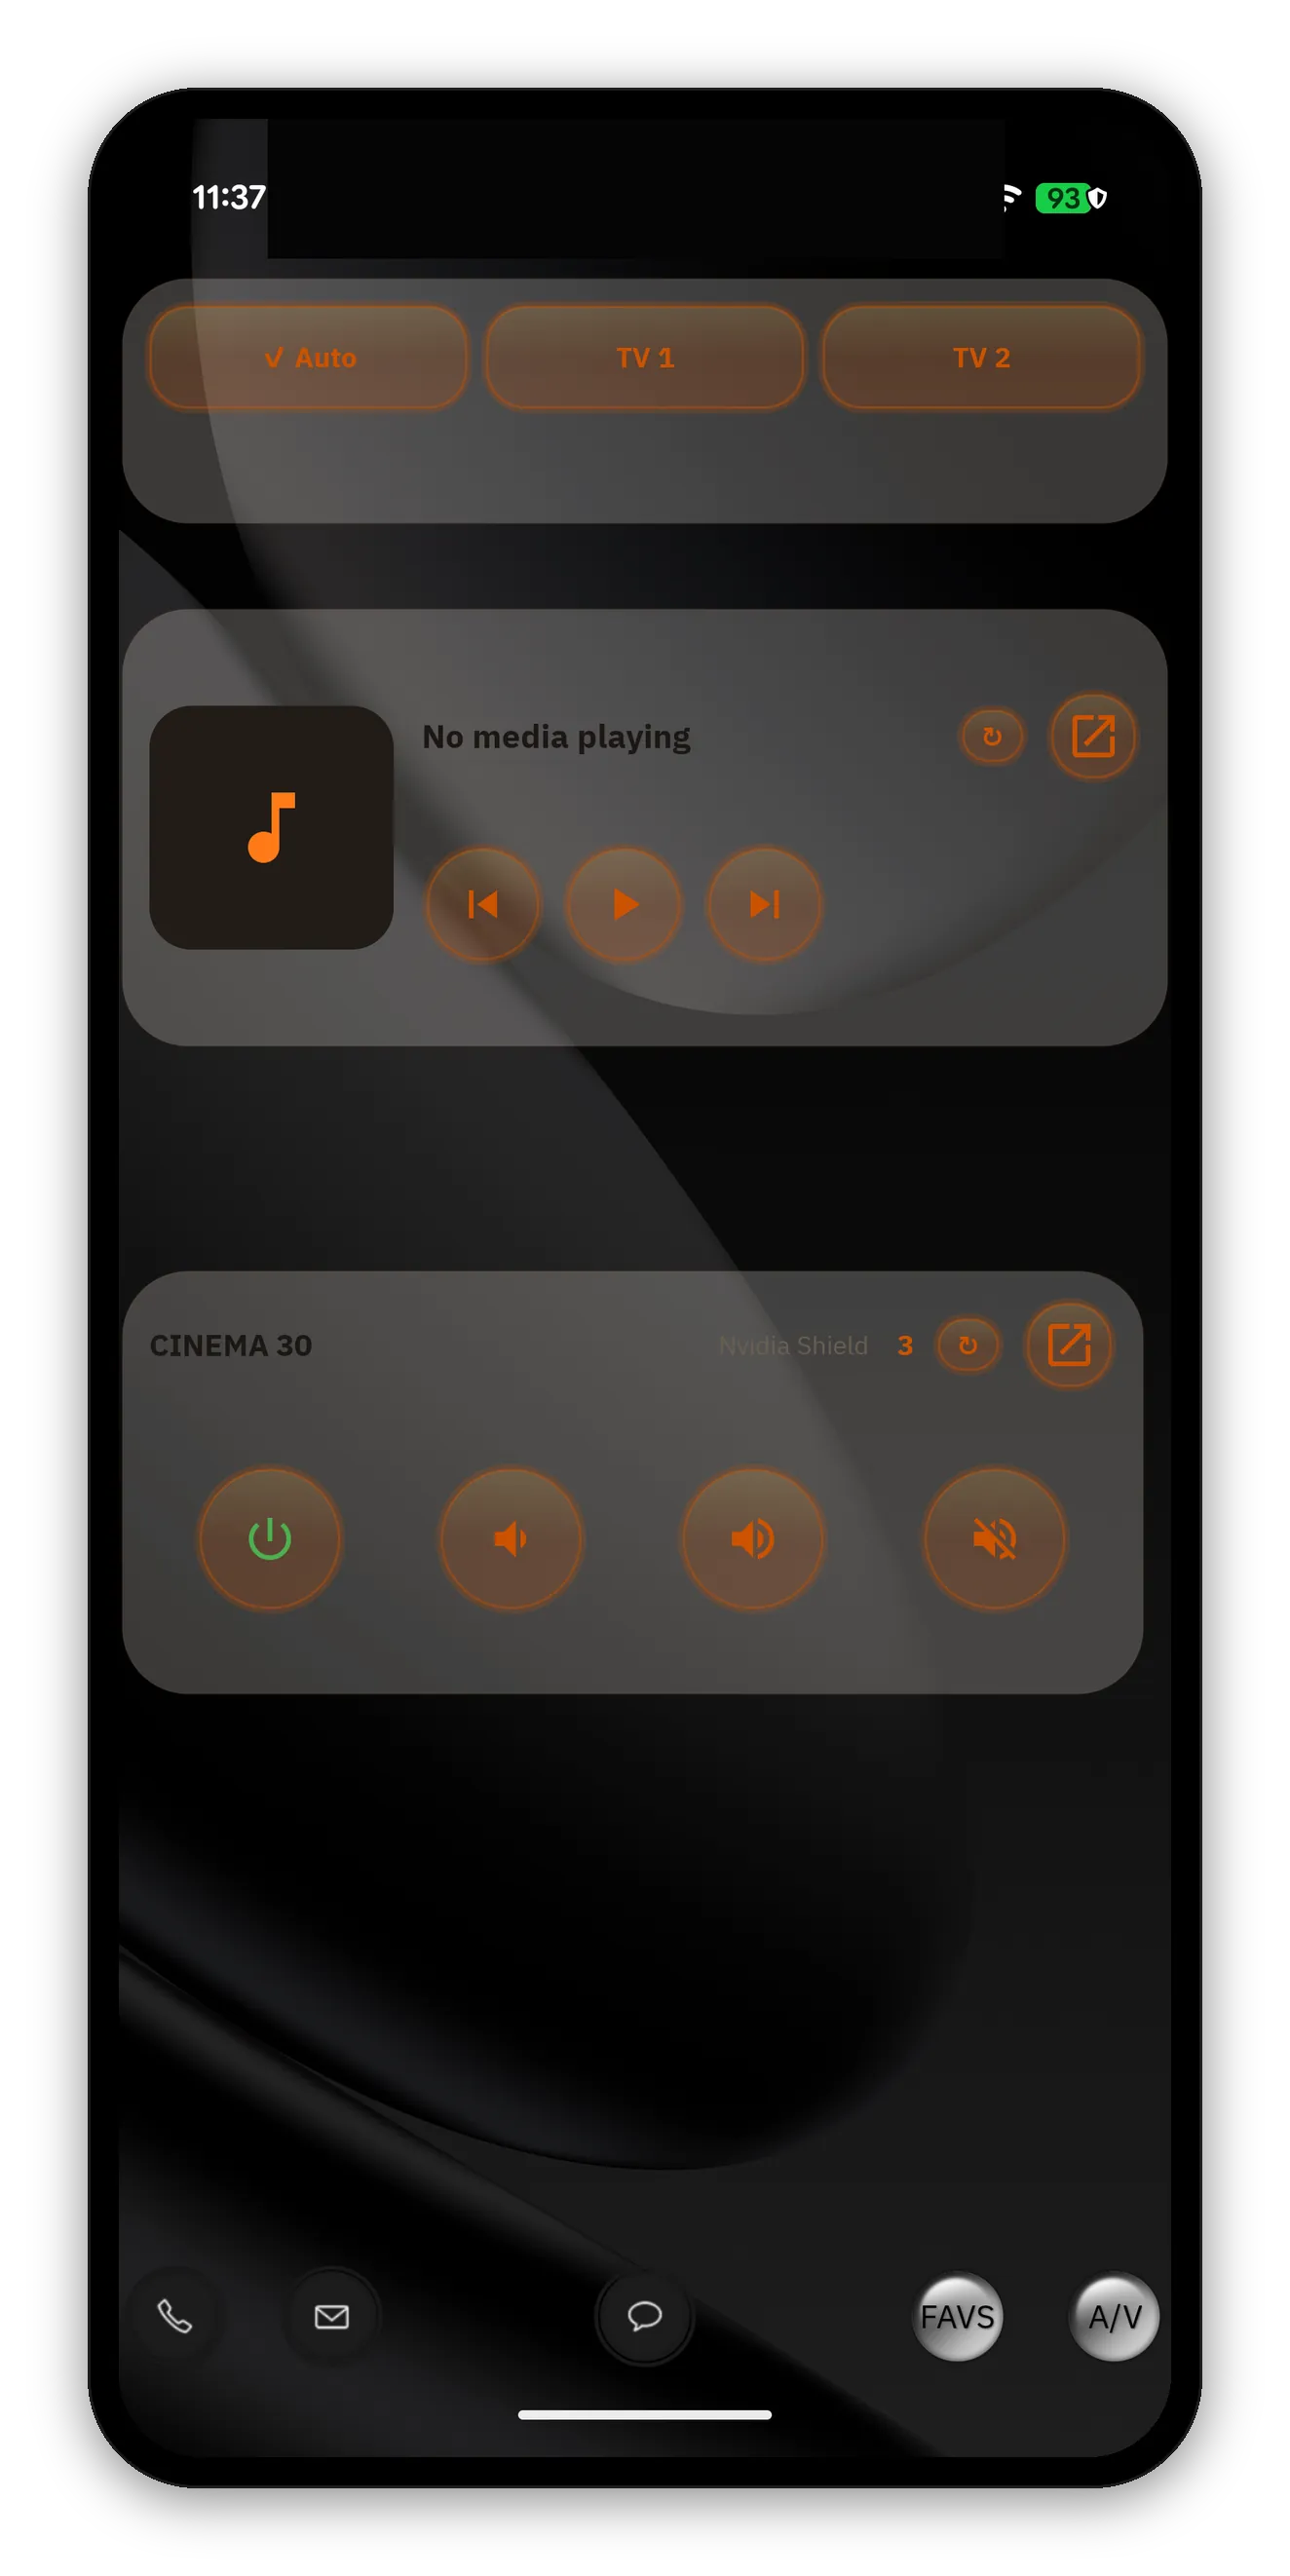 11:37 93
✓ Auto TV 1 TV 2
No media playing ↻
CINEMA 30 Nvidia Shield 3 ↻
FAVS A/V